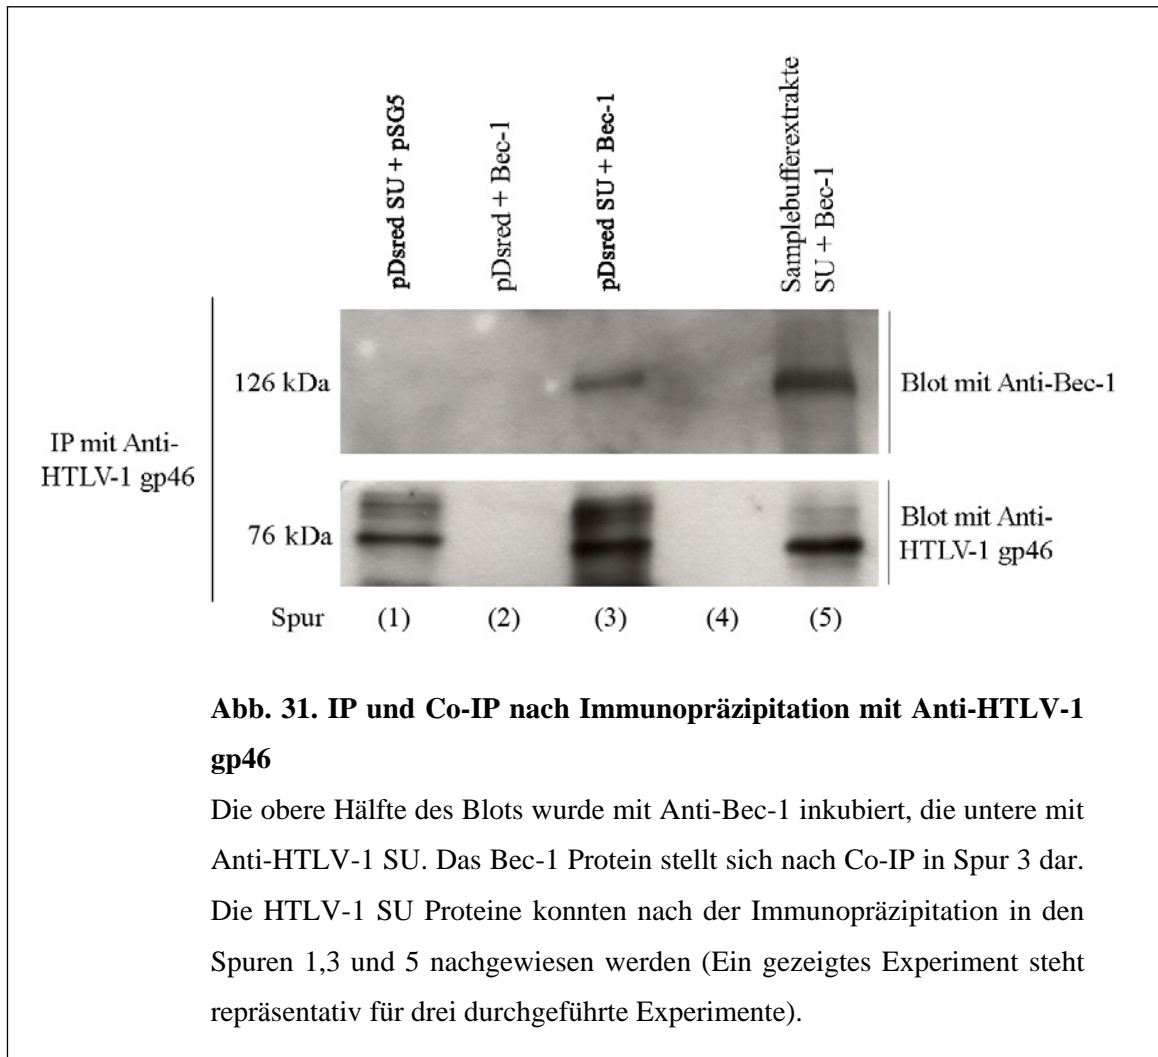 pDsred SU + pSG5
pDsred + Bec-1
pDsred SU + Bec-1
Samplebufferextrakte
SU + Bec-1
126 kDa
Blot mit Anti-Bec-1
IP mit Anti-
HTLV-1 gp46
76 kDa
Blot mit Anti-
HTLV-1 gp46
Spur (1) (2) (3) (4) (5)
Abb. 31. IP und Co-IP nach Immunopräzipitation mit Anti-HTLV-1
gp46
Die obere Hälfte des Blots wurde mit Anti-Bec-1 inkubiert, die untere mit
Anti-HTLV-1 SU. Das Bec-1 Protein stellt sich nach Co-IP in Spur 3 dar.
Die HTLV-1 SU Proteine konnten nach der Immunopräzipitation in den
Spuren 1,3 und 5 nachgewiesen werden (Ein gezeigtes Experiment steht
repräsentativ für drei durchgeführte Experimente).